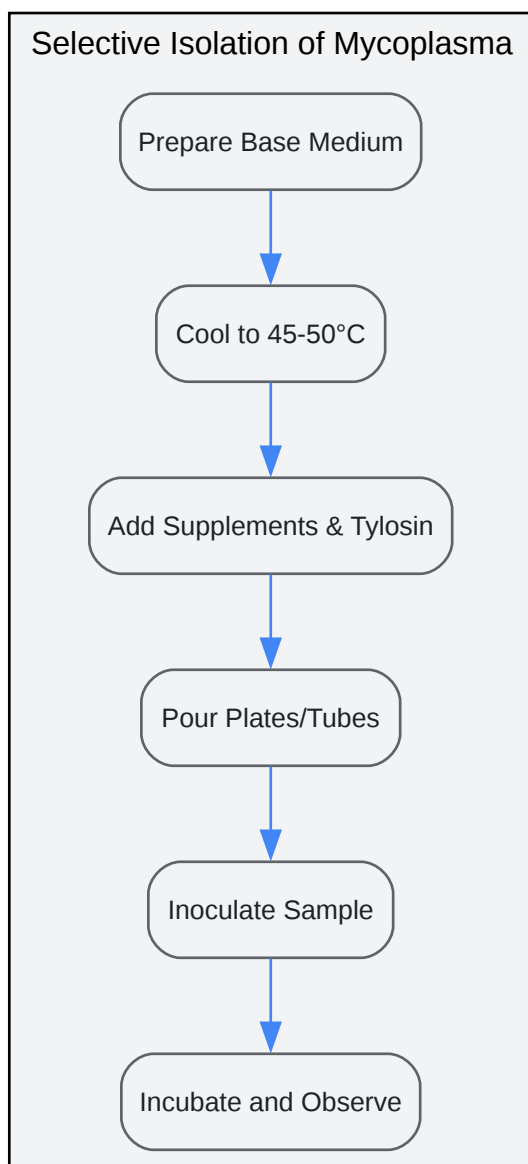 Selective Isolation of Mycoplasma
Prepare Base Medium
Cool to 45-50°C
Add Supplements & Tylosin
Pour Plates/Tubes
Inoculate Sample
Incubate and Observe